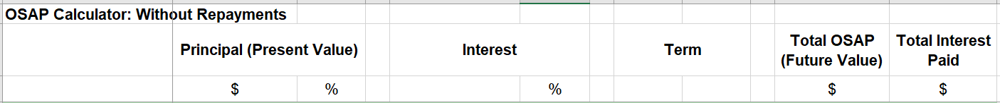 OSAP Calculator: Without Repayments
Principal (Present Value) Interest Term Total OSAP (Future Value) Total Interest Paid
$ % % $ $